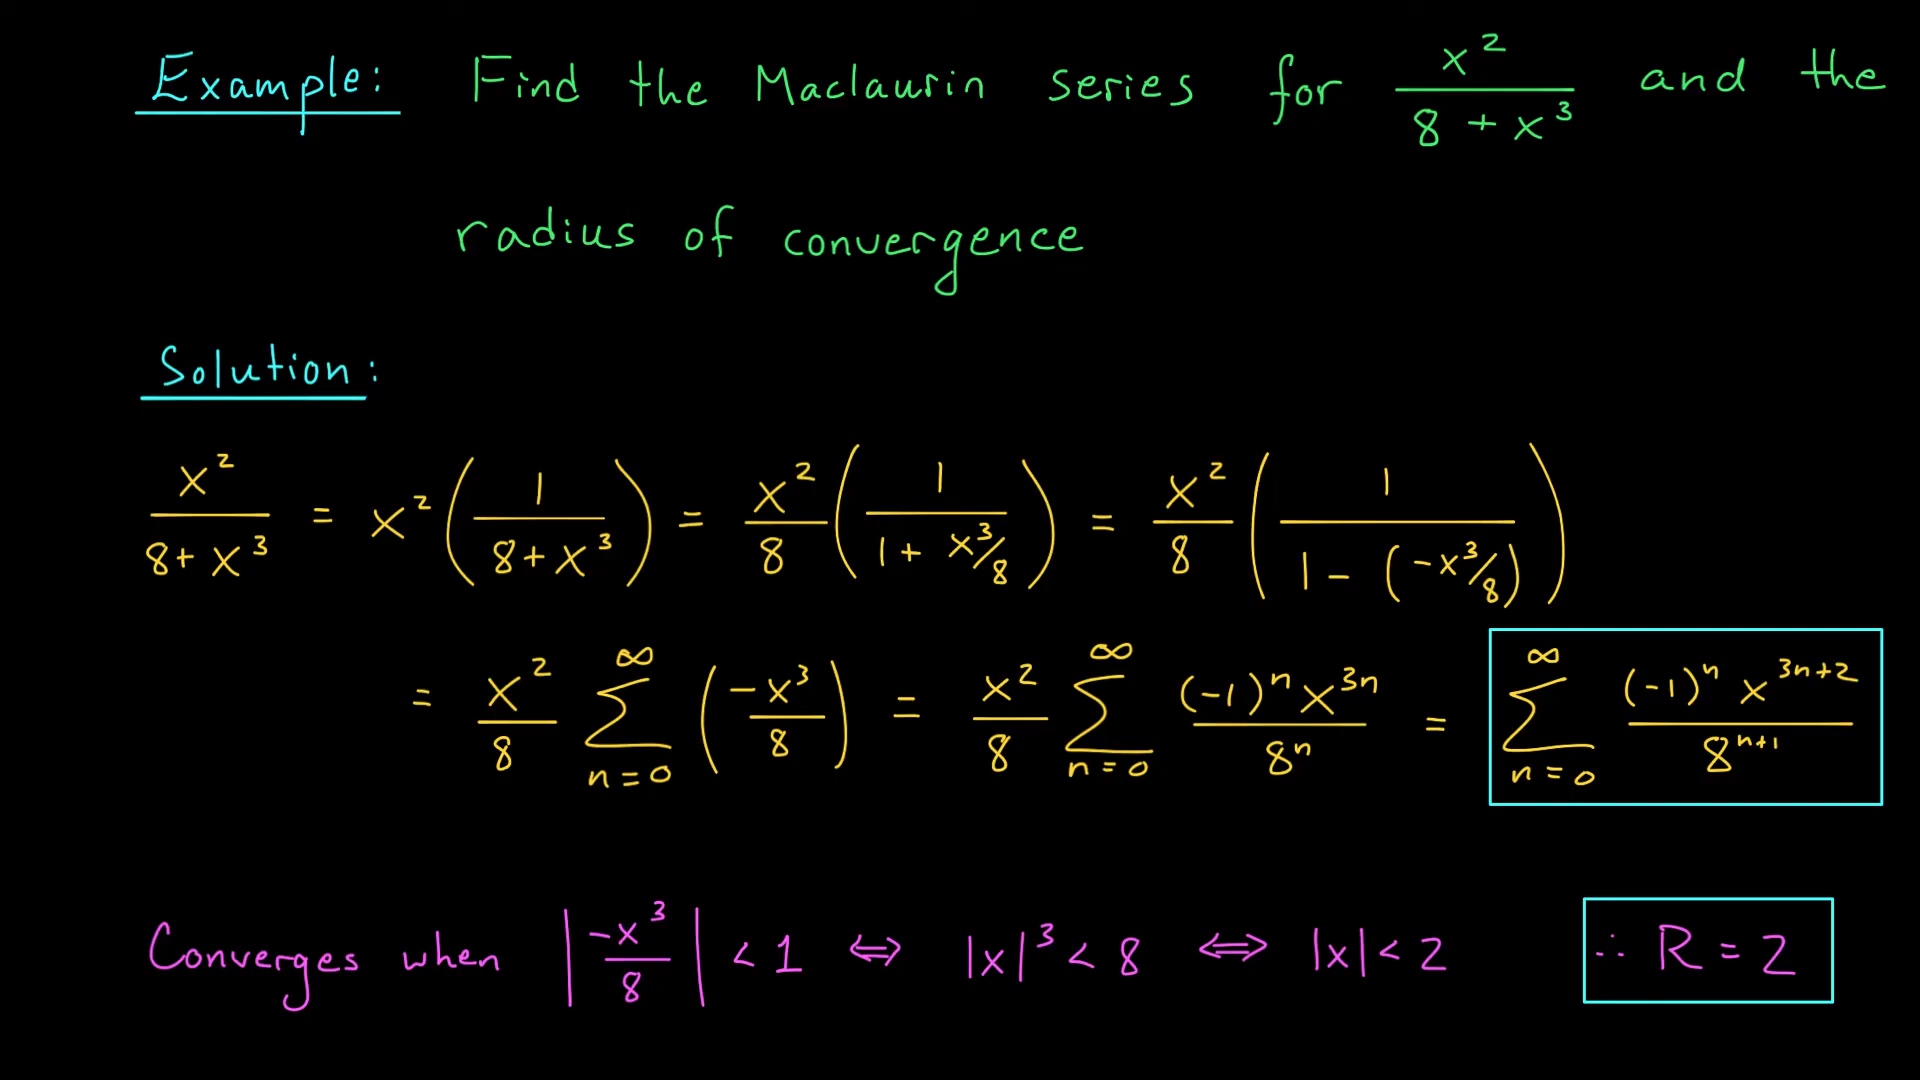 Example: Find the Maclaurin series for x²/(8 + x³) and the
radius of convergence
Solution:
x²/(8+x³) = x²(1/(8+x³)) = x²/8 (1/(1 + x³/8)) = x²/8 (1/(1 - (-x³/8)))
= x²/8 ∑_{n=0}^{∞} (-x³/8) = x²/8 ∑_{n=0}^{∞} (-1)ⁿ x³ⁿ/8ⁿ = ∑_{n=0}^{∞} (-1)ⁿ x³ⁿ⁺²/8ⁿ⁺¹
Converges when |-x³/8| < 1 ⇔ |x|³ < 8 ⇔ |x| < 2 ∴ R = 2